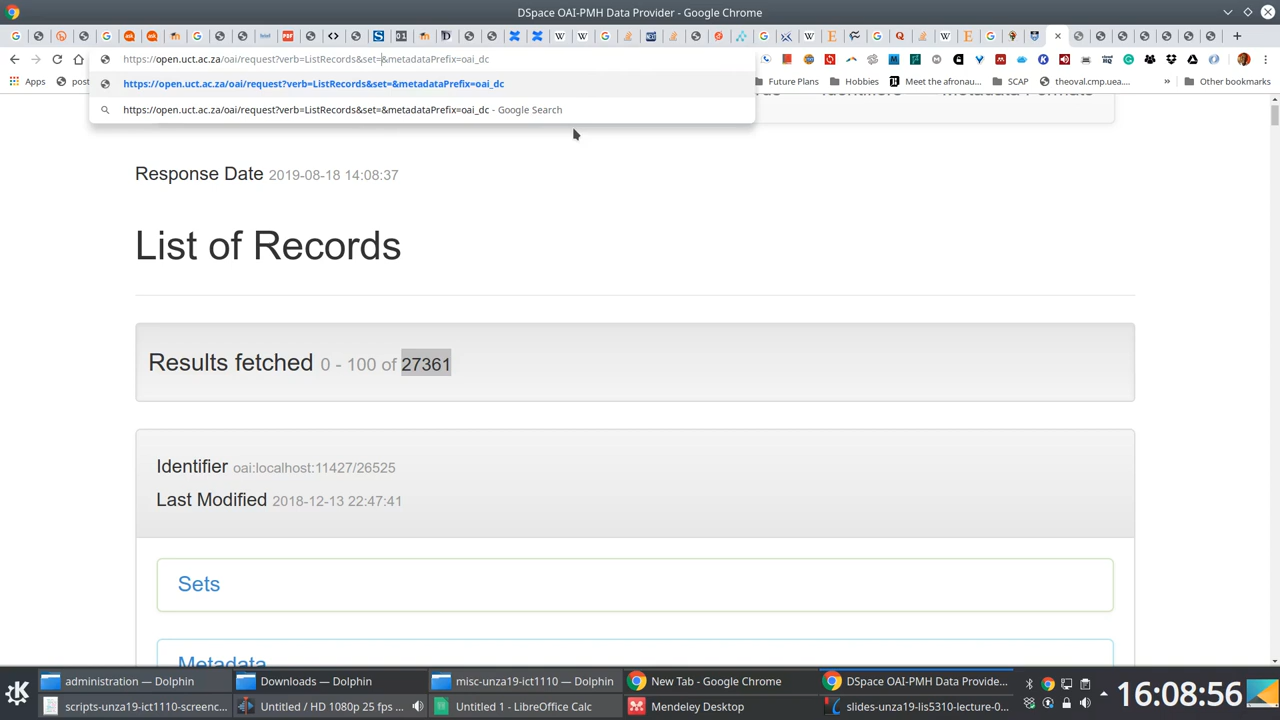 DSpace OAI-PMH Data Provider - Google Chrome
https://open.uct.ac.za/oai/request?verb=ListRecords&set=&metadataPrefix=oai_dc
Apps
Future Plans Hobbies Meet the afronau... SCAP theoval.cmp.uea.... » Other bookmarks
https://open.uct.ac.za/oai/request?verb=ListRecords&set=&metadataPrefix=oai_dc
https://open.uct.ac.za/oai/request?verb=ListRecords&set=&metadataPrefix=oai_dc - Google Search
Response Date 2019-08-18 14:08:37
List of Records
Results fetched 0 - 100 of 27361
Identifier oai:localhost:11427/26525
Last Modified 2018-12-13 22:47:41
Sets
Metadata
administration — Dolphin Downloads — Dolphin misc-unza19-ict1110 — Dolphin New Tab - Google Chrome DSpace OAI-PMH Data Provide...
scripts-unza19-ict1110-screenc... Untitled / HD 1080p 25 fps ... Untitled 1 - LibreOffice Calc Mendeley Desktop slides-unza19-lis5310-lecture-0...
16:08:56